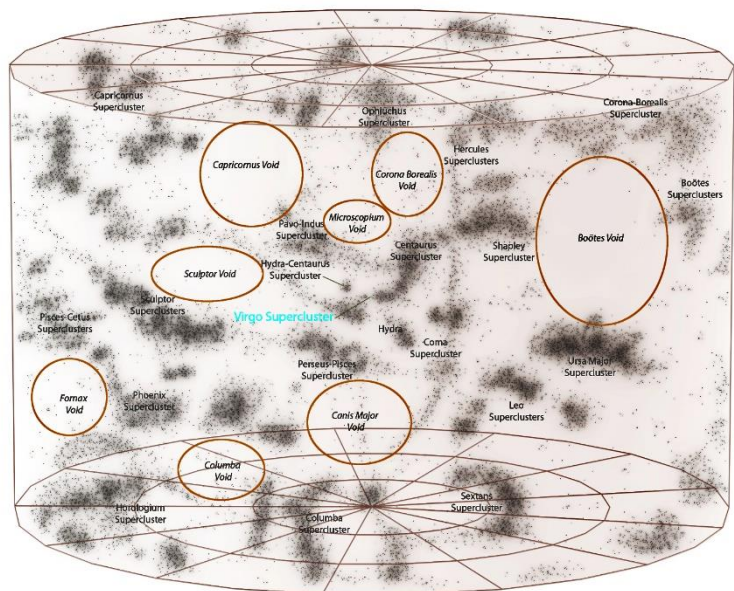 Capricornus
Supercluster
Ophiuchus
Supercluster
Corona-Borealis
Supercluster
Capricornus Void
Corona Borealis
Void
Hercules
Superclusters
Boötes
Superclusters
Microscopium
Void
Pavo-Indus
Supercluster
Centaurus
Supercluster
Shapley
Supercluster
Boötes Void
Sculptor Void
Hydra-Centaurus
Supercluster
Sculptor
Superclusters
Pisces-Cetus
Superclusters
Virgo Supercluster
Hydra
Coma
Supercluster
Perseus-Pisces
Supercluster
Ursa Major
Supercluster
Fornax
Void
Phoenix
Supercluster
Canis Major
Void
Leo
Superclusters
Columba
Void
Horologium
Supercluster
Columba
Supercluster
Sextans
Supercluster